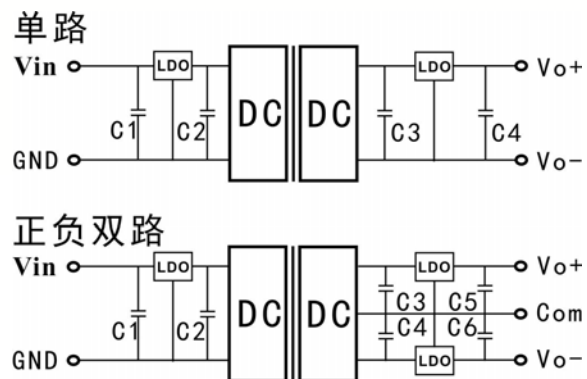 单路
Vin LDO LDO Vo+
C1 C2 DC DC C3 C4
GND Vo-
正负双路
Vin LDO LDO Vo+
C3 C5
C1 C2 DC DC Com
C4 C6
GND LDO Vo-